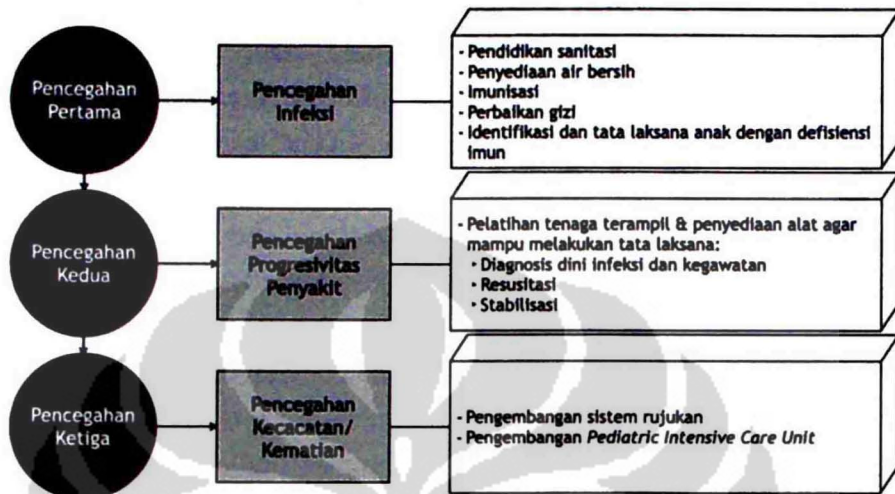 Pencegahan
Pertama
Pencegahan
Infeksi
- Pendidikan sanitasi
- Penyediaan air bersih
- Imunisasi
- Perbaikan gizi
- Identifikasi dan tata laksana anak dengan defisiensi
imun
Pencegahan
Kedua
Pencegahan
Progresivitas
Penyakit
- Pelatihan tenaga terampil & penyediaan alat agar
mampu melakukan tata laksana:
• Diagnosis dini infeksi dan kegawatan
• Resusitasi
• Stabilisasi
Pencegahan
Ketiga
Pencegahan
Kecacatan/
Kematian
- Pengembangan sistem rujukan
- Pengembangan Pediatric Intensive Care Unit